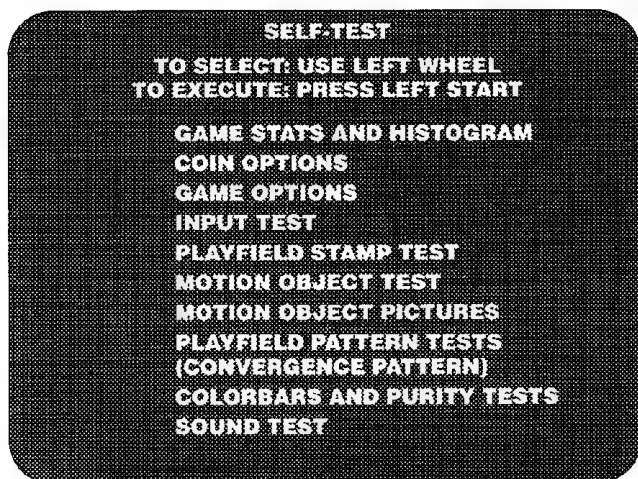 SELF-TEST
TO SELECT: USE LEFT WHEEL
TO EXECUTE: PRESS LEFT START
GAME STATS AND HISTOGRAM
COIN OPTIONS
GAME OPTIONS
INPUT TEST
PLAYFIELD STAMP TEST
MOTION OBJECT TEST
MOTION OBJECT PICTURES
PLAYFIELD PATTERN TESTS
(CONVERGENCE PATTERN)
COLORBARS AND PURITY TESTS
SOUND TEST